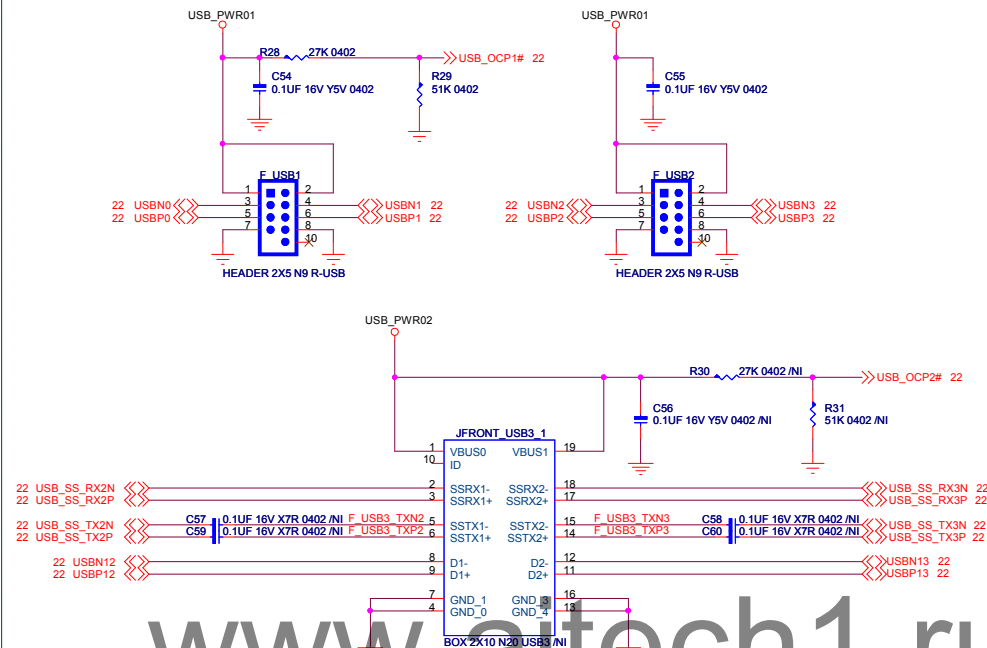 USB_PWR01 USB_PWR01
R28 27K 0402 USB_OCP1# 22
C54 R29 C55
0.1UF 16V Y5V 0402 51K 0402 0.1UF 16V Y5V 0402
F_USB1 F_USB2
1 2 1 2
22 USBN0 3 4 USBN1 22 22 USBN2 3 4 USBN3 22
22 USBP0 5 6 USBP1 22 22 USBP2 5 6 USBP3 22
7 8 7 8
10 10
HEADER 2X5 N9 R-USB HEADER 2X5 N9 R-USB
USB_PWR02
R30 27K 0402 /NI USB_OCP2# 22
C56 R31
0.1UF 16V Y5V 0402 /NI 51K 0402 /NI
JFRONT_USB3_1
1 VBUS0 VBUS1 19
10 ID
22 USB_SS_RX2N 2 SSRX1- SSRX2- 18 USB_SS_RX3N 22
22 USB_SS_RX2P 3 SSRX1+ SSRX2+ 17 USB_SS_RX3P 22
22 USB_SS_TX2N C57 0.1UF 16V X7R 0402 /NI F_USB3_TXN2 5 SSTX1- SSTX2- 15 F_USB3_TXN3 C58 0.1UF 16V X7R 0402 /NI USB_SS_TX3N 22
22 USB_SS_TX2P C59 0.1UF 16V X7R 0402 /NI F_USB3_TXP2 6 SSTX1+ SSTX2+ 14 F_USB3_TXP3 C60 0.1UF 16V X7R 0402 /NI USB_SS_TX3P 22
22 USBN12 8 D1- D2- 12 USBN13 22
22 USBP12 9 D1+ D2+ 11 USBP13 22
7 GND_1 GND_3 16
4 GND_0 GND_4 13
BOX 2X10 N20 USB3 /NI